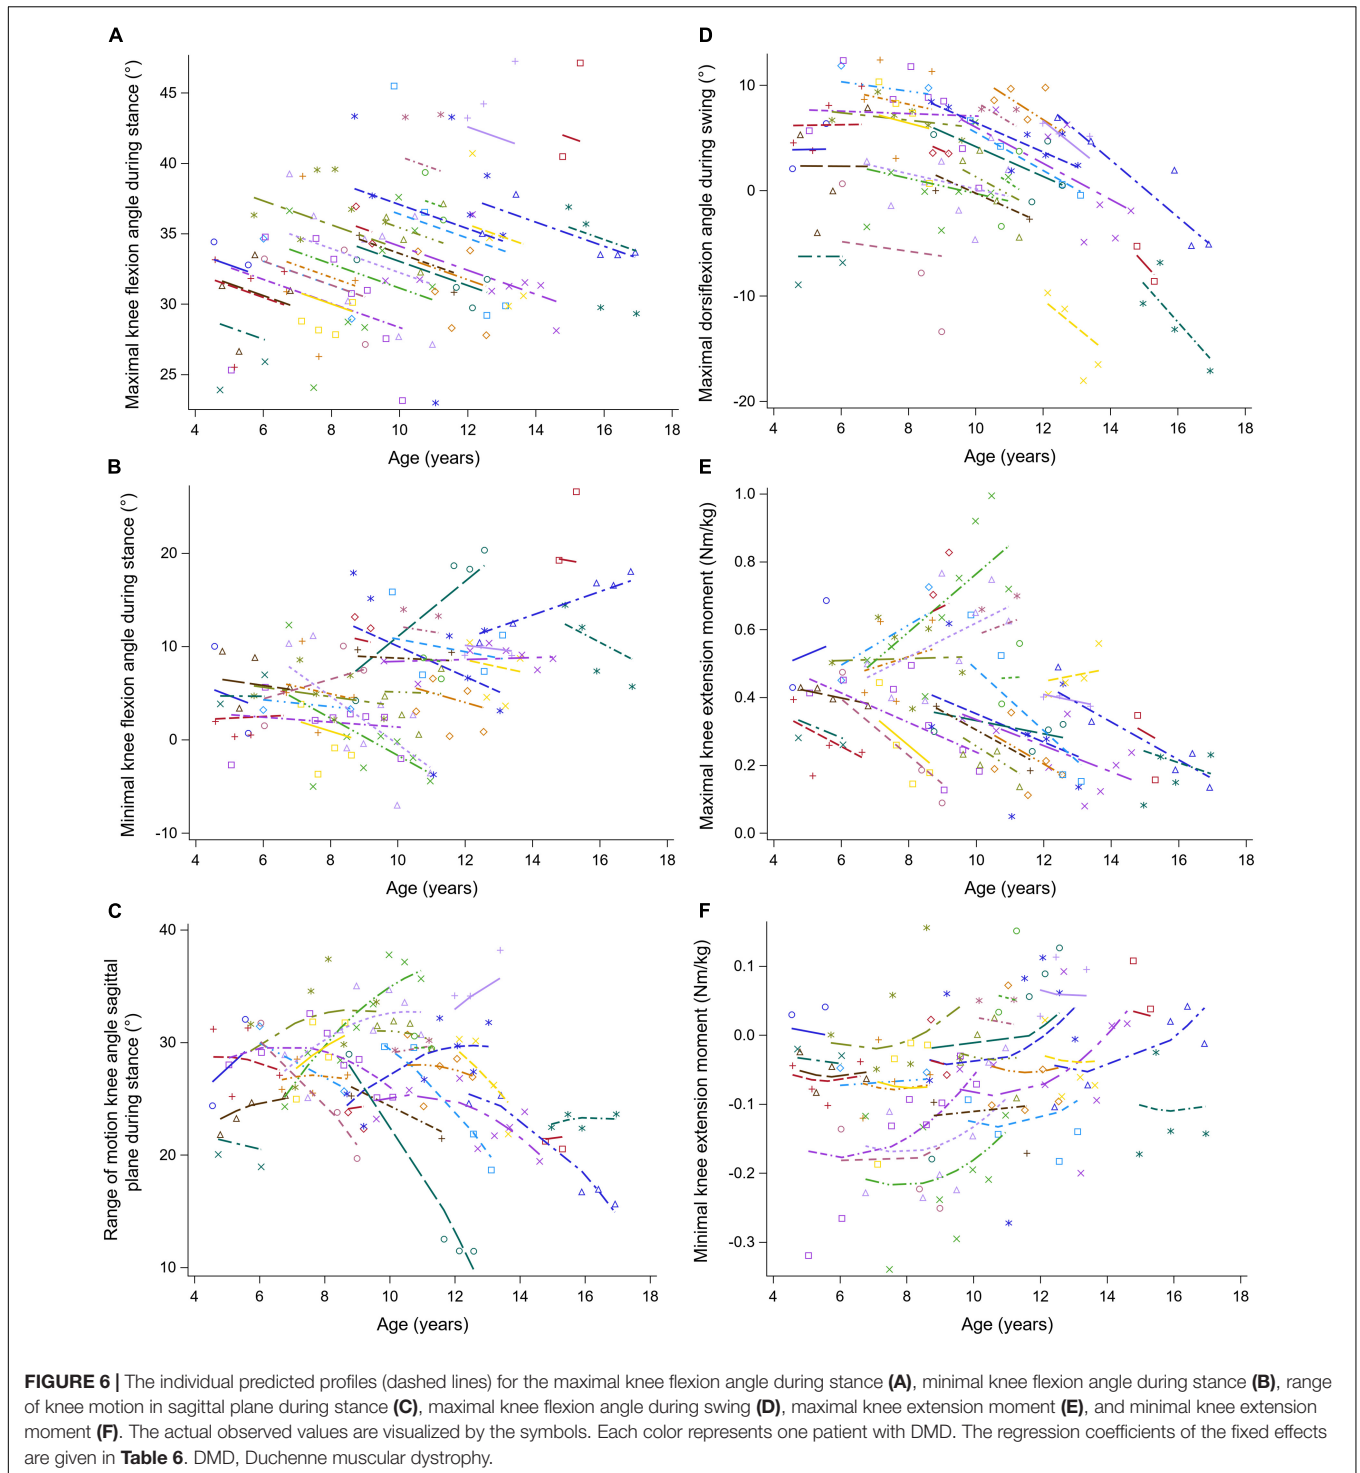 A
Maximal knee flexion angle during stance (°)
45
40
35
30
25
4 6 8 10 12 14 16 18
Age (years)
D
Maximal dorsiflexion angle during swing (°)
10
0
-10
-20
4 6 8 10 12 14 16 18
Age (years)
B
Minimal knee flexion angle during stance (°)
20
10
0
-10
4 6 8 10 12 14 16 18
Age (years)
E
Maximal knee extension moment (Nm/kg)
1.0
0.8
0.6
0.4
0.2
0.0
4 6 8 10 12 14 16 18
Age (years)
C
Range of motion knee angle sagittal
plane during stance (°)
40
30
20
10
4 6 8 10 12 14 16 18
Age (years)
F
Minimal knee extension moment (Nm/kg)
0.1
0.0
-0.1
-0.2
-0.3
4 6 8 10 12 14 16 18
Age (years)
FIGURE 6 | The individual predicted profiles (dashed lines) for the maximal knee flexion angle during stance (A), minimal knee flexion angle during stance (B), range
of knee motion in sagittal plane during stance (C), maximal knee flexion angle during swing (D), maximal knee extension moment (E), and minimal knee extension
moment (F). The actual observed values are visualized by the symbols. Each color represents one patient with DMD. The regression coefficients of the fixed effects
are given in Table 6. DMD, Duchenne muscular dystrophy.